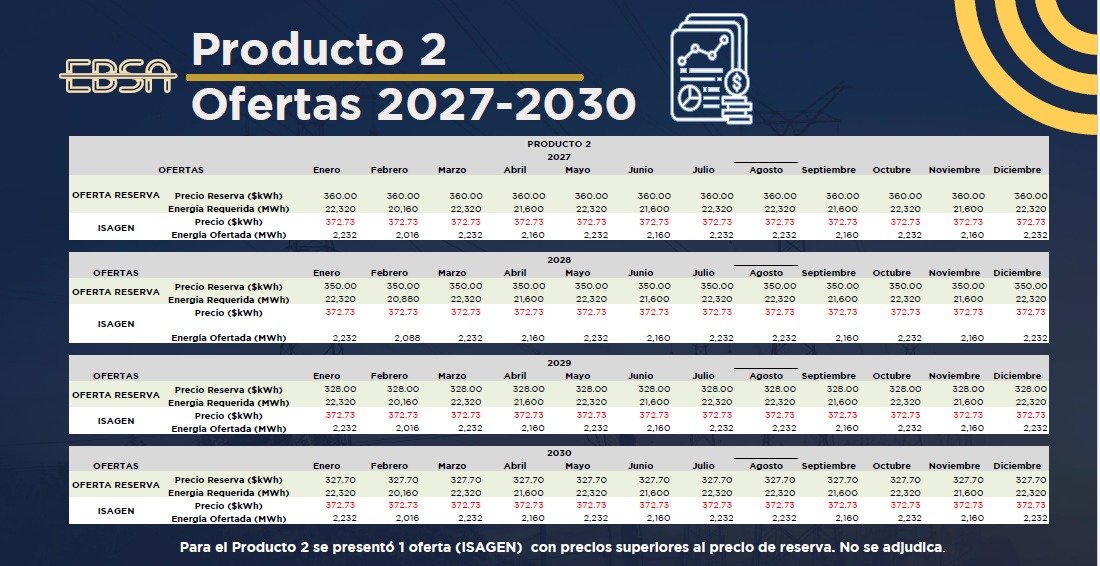 EBSA
Producto 2
Ofertas 2027-2030
PRODUCTO 2
2027
OFERTAS Enero Febrero Marzo Abril Mayo Junio Julio Agosto Septiembre Octubre Noviembre Diciembre
OFERTA RESERVA Precio Reserva ($kWh) 360.00 360.00 360.00 360.00 360.00 360.00 360.00 360.00 360.00 360.00 360.00 360.00
Energia Requerida (MWh) 22,320 20,160 22,320 21,600 22,320 21,600 22,320 22,320 21,600 22,320 21,600 22,320
ISAGEN Precio ($kWh) 372.73 372.73 372.73 372.73 372.73 372.73 372.73 372.73 372.73 372.73 372.73 372.73
Energía Ofertada (MWh) 2,232 2,016 2,232 2,160 2,232 2,160 2,232 2,232 2,160 2,232 2,160 2,232
2028
OFERTAS Enero Febrero Marzo Abril Mayo Junio Julio Agosto Septiembre Octubre Noviembre Diciembre
OFERTA RESERVA Precio Reserva ($kWh) 350.00 350.00 350.00 350.00 350.00 350.00 350.00 350.00 350.00 350.00 350.00 350.00
Energia Requerida (MWh) 22,320 20,880 22,320 21,600 22,320 21,600 22,320 22,320 21,600 22,320 21,600 22,320
ISAGEN Precio ($kWh) 372.73 372.73 372.73 372.73 372.73 372.73 372.73 372.73 372.73 372.73 372.73 372.73
Energía Ofertada (MWh) 2,232 2,088 2,232 2,160 2,232 2,160 2,232 2,232 2,160 2,232 2,160 2,232
2029
OFERTAS Enero Febrero Marzo Abril Mayo Junio Julio Agosto Septiembre Octubre Noviembre Diciembre
OFERTA RESERVA Precio Reserva ($kWh) 328.00 328.00 328.00 328.00 328.00 328.00 328.00 328.00 328.00 328.00 328.00 328.00
Energia Requerida (MWh) 22,320 20,160 22,320 21,600 22,320 21,600 22,320 22,320 21,600 22,320 21,600 22,320
ISAGEN Precio ($kWh) 372.73 372.73 372.73 372.73 372.73 372.73 372.73 372.73 372.73 372.73 372.73 372.73
Energía Ofertada (MWh) 2,232 2,016 2,232 2,160 2,232 2,160 2,232 2,232 2,160 2,232 2,160 2,232
2030
OFERTAS Enero Febrero Marzo Abril Mayo Junio Julio Agosto Septiembre Octubre Noviembre Diciembre
OFERTA RESERVA Precio Reserva ($kWh) 327.70 327.70 327.70 327.70 327.70 327.70 327.70 327.70 327.70 327.70 327.70 327.70
Energia Requerida (MWh) 22,320 20,160 22,320 21,600 22,320 21,600 22,320 22,320 21,600 22,320 21,600 22,320
ISAGEN Precio ($kWh) 372.73 372.73 372.73 372.73 372.73 372.73 372.73 372.73 372.73 372.73 372.73 372.73
Energía Ofertada (MWh) 2,232 2,016 2,232 2,160 2,232 2,160 2,232 2,232 2,160 2,232 2,160 2,232
Para el Producto 2 se presentó 1 oferta (ISAGEN) con precios superiores al precio de reserva. No se adjudica.